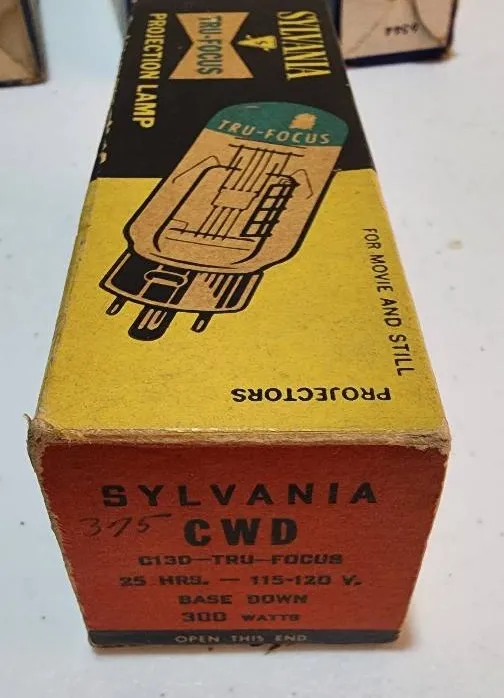 SYLVANIA
TRU-FOCUS
PROJECTION LAMP
TRU-FOCUS
FOR MOVIE AND STILL
PROJECTORS
SYLVANIA
375 CWD
C13D—TRU—FOCUS
25 HRS. — 115-120 V.
BASE DOWN
300 WATTS
OPEN THIS END